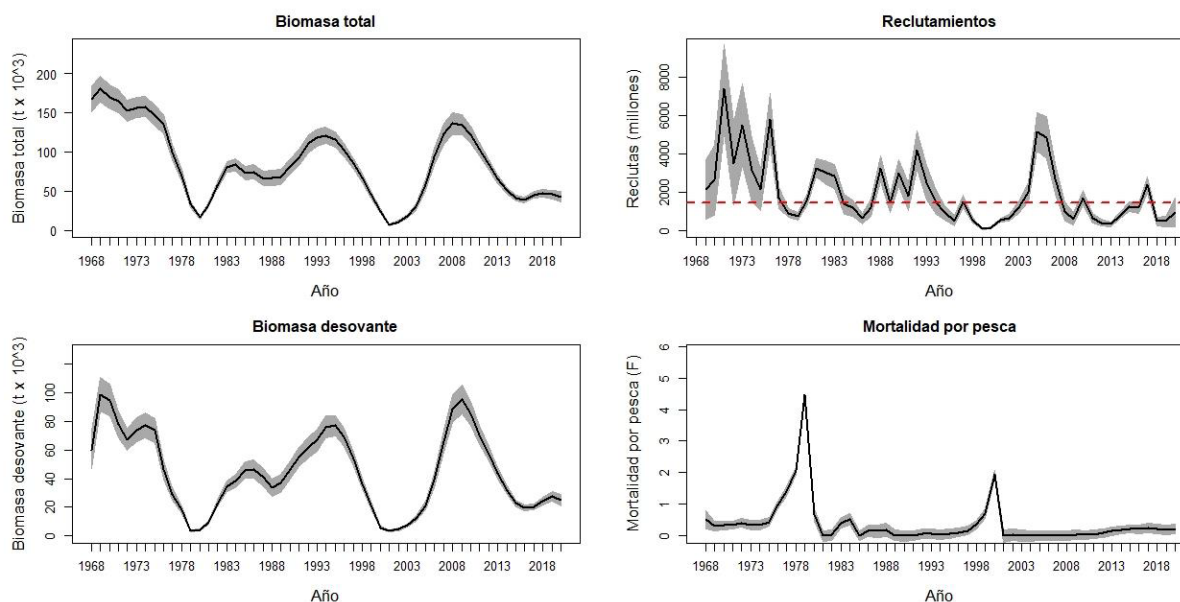 Biomasa total
Biomasa total (t x 10^3)
200
150
100
50
0
1968 1973 1978 1983 1988 1993 1998 2003 2008 2013 2018
Año
Reclutamientos
Reclutas (millones)
8000
6000
4000
2000
0
1968 1973 1978 1983 1988 1993 1998 2003 2008 2013 2018
Año
Biomasa desovante
Biomasa desovante (t x 10^3)
100
80
60
40
20
0
1968 1973 1978 1983 1988 1993 1998 2003 2008 2013 2018
Año
Mortalidad por pesca
Mortalidad por pesca (F)
6
5
4
3
2
1
0
1968 1973 1978 1983 1988 1993 1998 2003 2008 2013 2018
Año